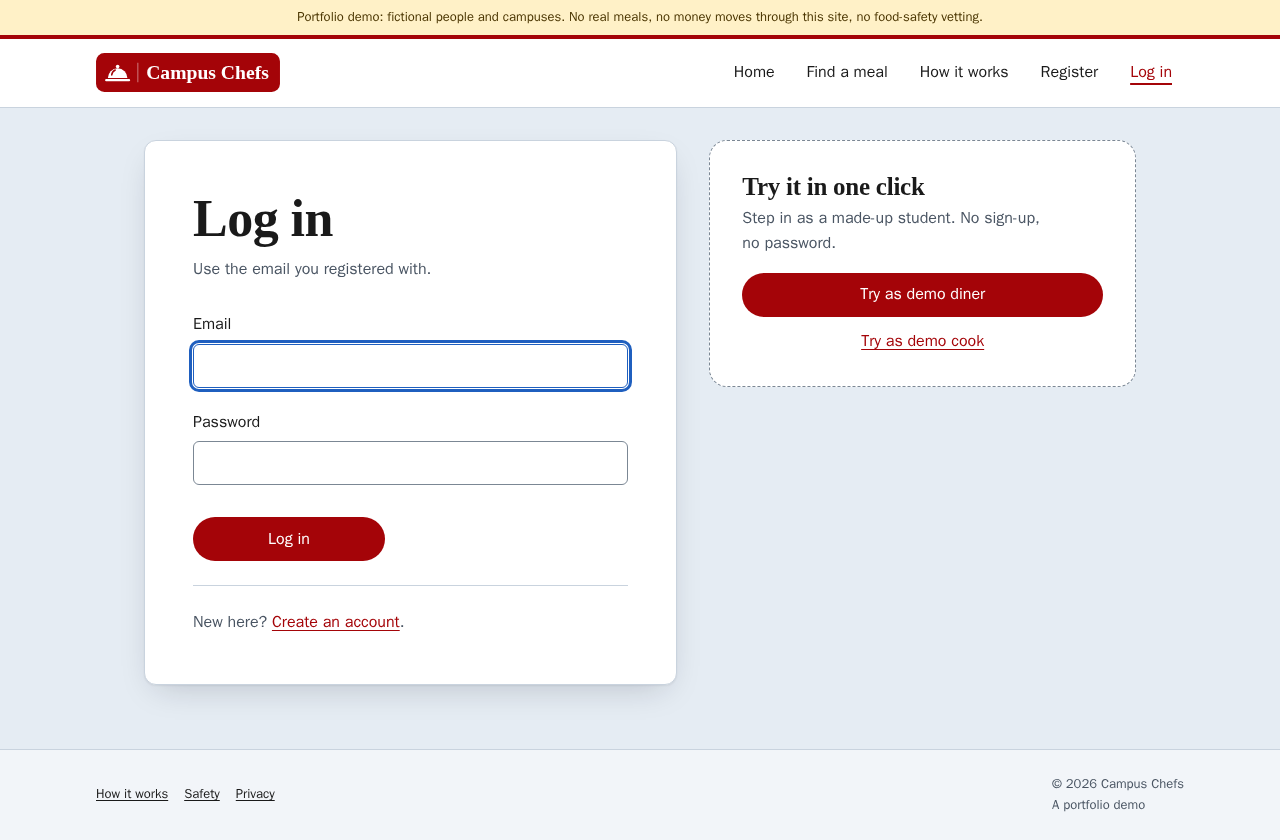 Portfolio demo: fictional people and campuses. No real meals, no money moves through this site, no food-safety vetting.
Campus Chefs
Home
Find a meal
How it works
Register
Log in
Log in
Use the email you registered with.
Email
Password
Log in
New here? Create an account.
Try it in one click
Step in as a made-up student. No sign-up,
no password.
Try as demo diner
Try as demo cook
How it works
Safety
Privacy
© 2026 Campus Chefs
A portfolio demo